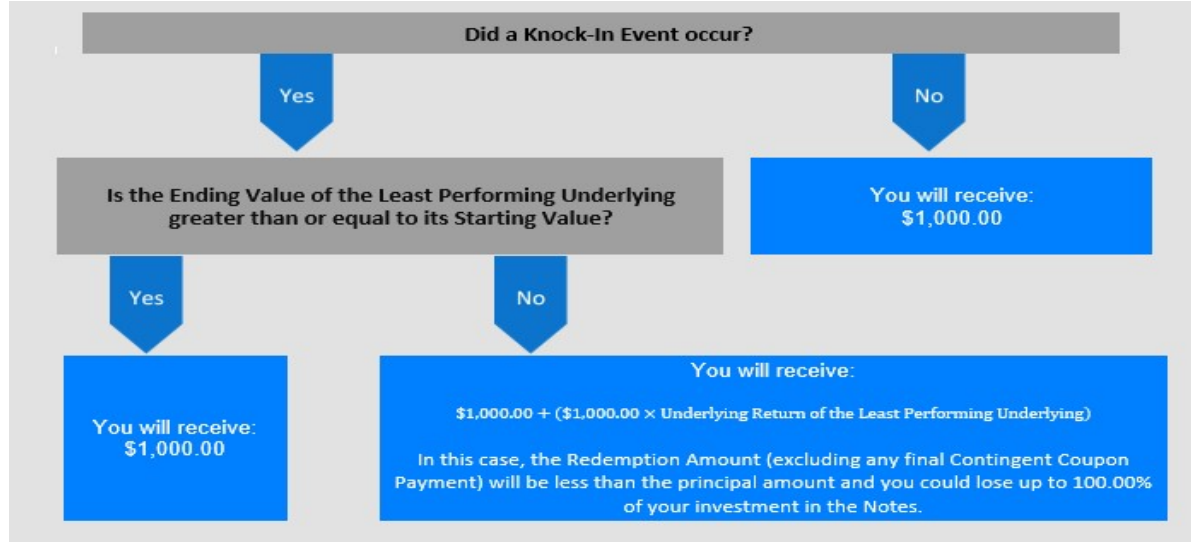 Did a Knock-In Event occur?
Yes
No
Is the Ending Value of the Least Performing Underlying
greater than or equal to its Starting Value?
You will receive:
$1,000.00
Yes
No
You will receive:
$1,000.00
You will receive:
$1,000.00 + ($1,000.00 × Underlying Return of the Least Performing Underlying)
In this case, the Redemption Amount (excluding any final Contingent Coupon
Payment) will be less than the principal amount and you could lose up to 100.00%
of your investment in the Notes.